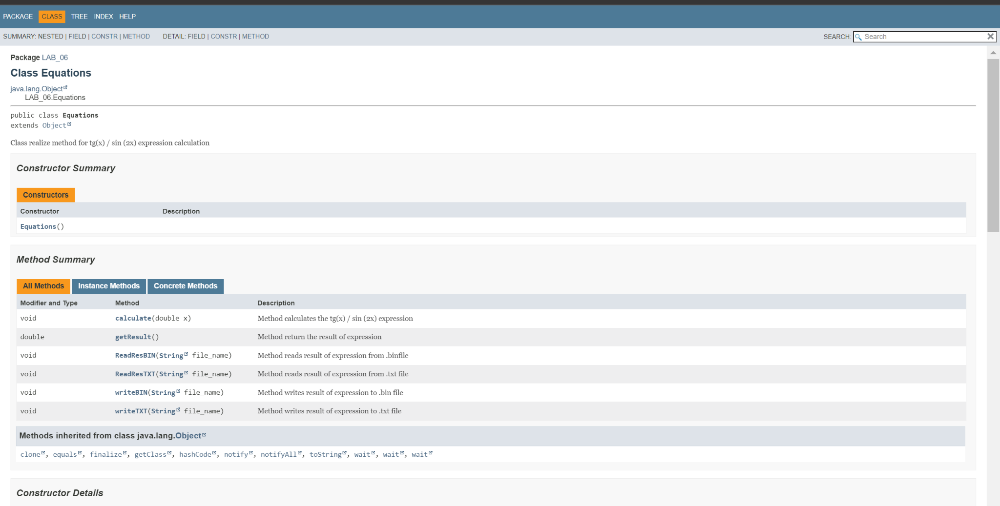 PACKAGE CLASS TREE INDEX HELP
SUMMARY: NESTED | FIELD | CONSTR | METHOD DETAIL: FIELD | CONSTR | METHOD SEARCH: Search
Package LAB_06
Class Equations
java.lang.Object
LAB_06.Equations
public class Equations
extends Object
Class realize method for tg(x) / sin (2x) expression calculation
Constructor Summary
Constructors
Constructor Description
Equations()
Method Summary
All Methods Instance Methods Concrete Methods
Modifier and Type Method Description
void calculate(double x) Method calculates the tg(x) / sin (2x) expression
double getResult() Method return the result of expression
void ReadResBIN(String file_name) Method reads result of expression from .binfile
void ReadResTXT(String file_name) Method reads result of expression from .txt file
void writeBIN(String file_name) Method writes result of expression to .bin file
void writeTXT(String file_name) Method writes result of expression to .txt file
Methods inherited from class java.lang.Object
clone, equals, finalize, getClass, hashCode, notify, notifyAll, toString, wait, wait, wait
Constructor Details